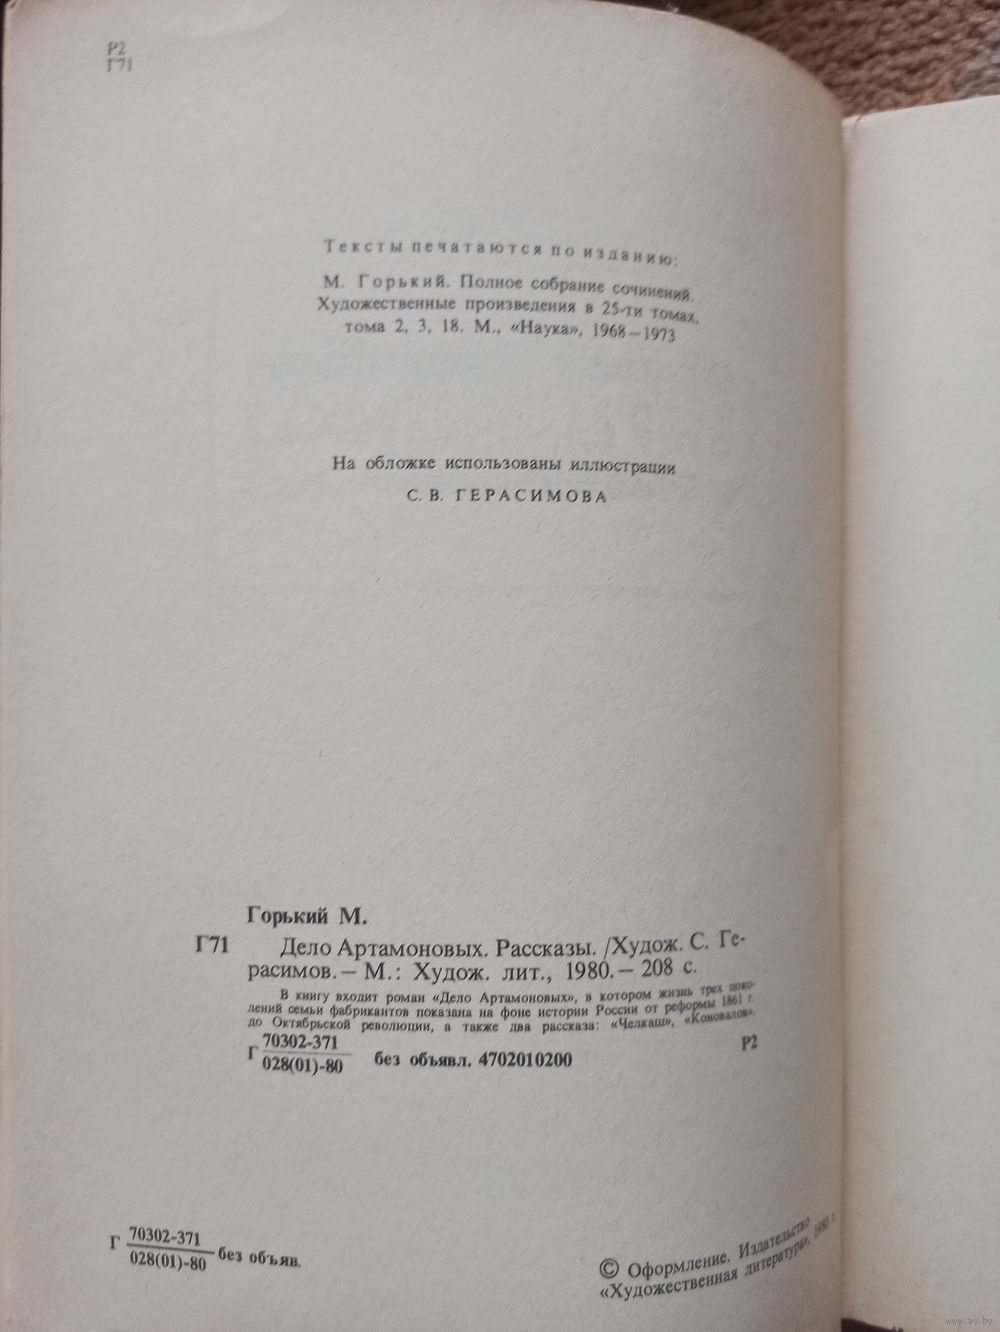 Р2
Г71
Тексты печатаются по изданию:
М. Горький. Полное собрание сочинений.
Художественные произведения в 25-ти томах,
тома 2, 3, 18. М., «Наука», 1968—1973
На обложке использованы иллюстрации
С. В. ГЕРАСИМОВА
Горький М.
Г71 Дело Артамоновых. Рассказы. /Худож. С. Ге-
расимов.— М.: Худож. лит., 1980.— 208 с.
В книгу входит роман «Дело Артамоновых», в котором жизнь трех поко-
лений семьи фабрикантов показана на фоне истории России от реформы 1861 г.
до Октябрьской революции, а также два рассказа: «Челкаш», «Коновалов».
Г 70302-371
028(01)-80 без объявл. 4702010200 Р2
Г 70302-371
028(01)-80 без объяв.
© Оформление. Издательство
«Художественная литература», 1980 г.
www.ay.by